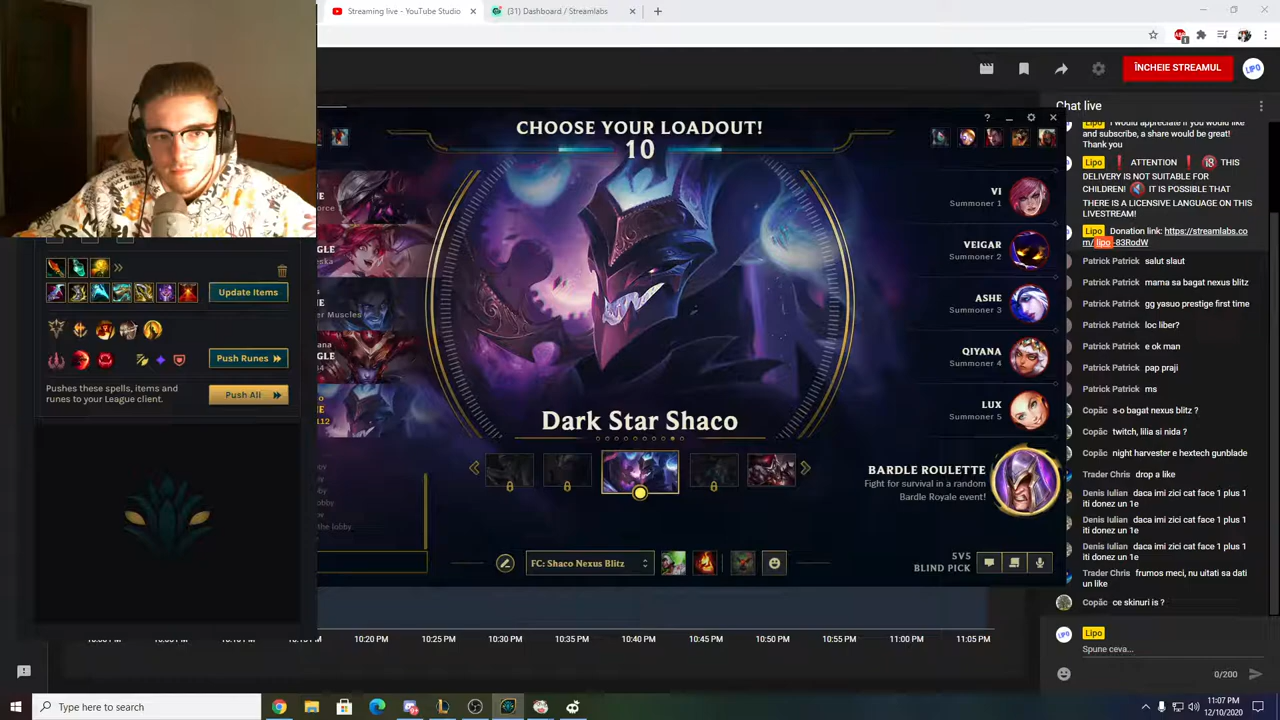 Streaming live - YouTube Studio
(31) Dashboard / Streamlabs
ÎNCHEIE STREAMUL
LIPO
Chat live
Lipo I would appreciate if you would like
and subscribe, a share would be great!
Thank you
Lipo ATTENTION 18 THIS
DELIVERY IS NOT SUITABLE FOR
CHILDREN! IT IS POSSIBLE THAT
THERE IS A LICENSIVE LANGUAGE ON THIS
LIVESTREAM!
Lipo Donation link: https://streamlabs.co
m/lipo-83RodW
Patrick Patrick salut slaut
Patrick Patrick mama sa bagat nexus blitz
Patrick Patrick gg yasuo prestige first time
Patrick Patrick loc liber?
Patrick Patrick e ok man
Patrick Patrick pap praji
Patrick Patrick ms
Copăc s-o bagat nexus blitz ?
Copăc twitch, lilia si nida ?
Copăc night harvester e hextech gunblade
Trader Chris drop a like
Denis Iulian daca imi zici cat face 1 plus 1
iti donez un 1e
Denis Iulian daca imi zici cat face 1 plus 1
iti donez un 1e
Denis Iulian daca imi zici cat face 1 plus 1
iti donez un 1e
Trader Chris frumos meci, nu uitati sa dati
un like
Copăc ce skinuri is ?
LIPO
Lipo
Spune ceva...
0/200
CHOOSE YOUR LOADOUT!
10
VI
Summoner 1
VEIGAR
Summoner 2
ASHE
Summoner 3
QIYANA
Summoner 4
LUX
Summoner 5
Dark Star Shaco
BARDLE ROULETTE
Fight for survival in a random
Bardle Royale event!
FC: Shaco Nexus Blitz
5V5
BLIND PICK
Update Items
Push Runes
Pushes these spells, items and
runes to your League client.
Push All
the lobby
10:20 PM
10:25 PM
10:30 PM
10:35 PM
10:40 PM
10:45 PM
10:50 PM
10:55 PM
11:00 PM
11:05 PM
Type here to search
11:07 PM
12/10/2020